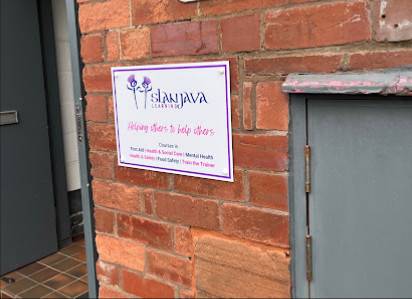 slanjava
LEARNING
Helping others to help others
Courses in
First Aid | Health & Social Care | Mental Health
Health & Safety | Food Safety | Train the Trainer